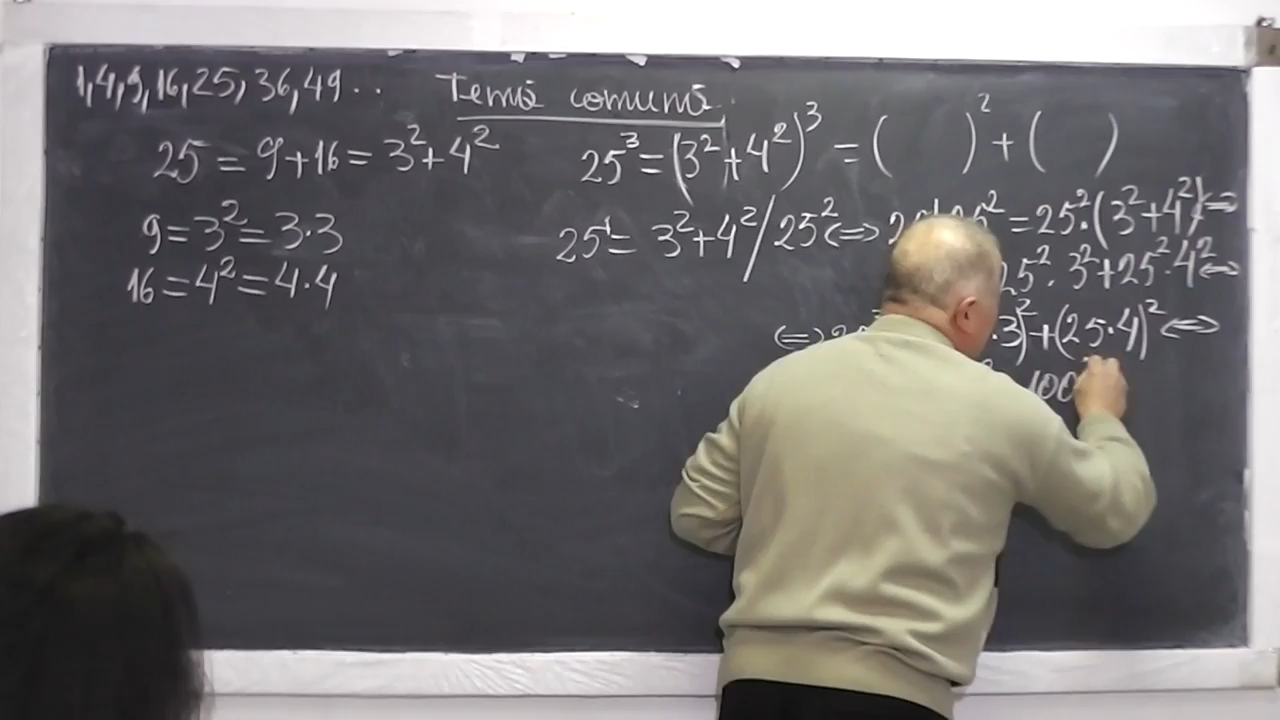 1,4,9,16,25,36,49.. Temă comună
25 = 9+16 = 3²+4²
9=3²=3·3
16=4²=4·4
25³=(3²+4²)³=(   )²+(   )
25¹= 3²+4²/25²⇔ =25²·(3²+4²)⇔
25²·3²+25²·4²⇔
⇔ ·3)²+(25·4)²⇔
100